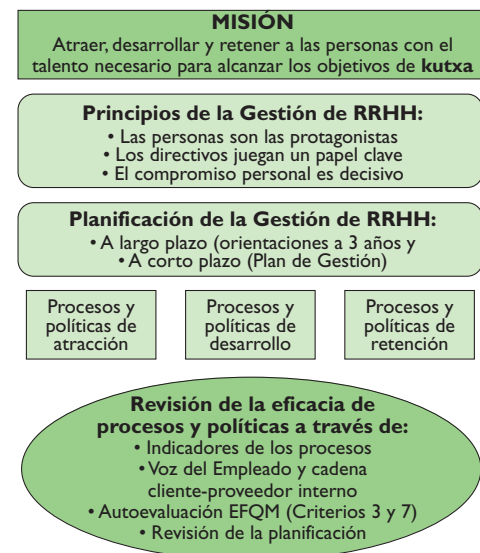 MISIÓN
Atraer, desarrollar y retener a las personas con el
talento necesario para alcanzar los objetivos de kutxa
Principios de la Gestión de RRHH:
• Las personas son las protagonistas
• Los directivos juegan un papel clave
• El compromiso personal es decisivo
Planificación de la Gestión de RRHH:
• A largo plazo (orientaciones a 3 años y
• A corto plazo (Plan de Gestión)
Procesos y
políticas de
atracción
Procesos y
políticas de
desarrollo
Procesos y
políticas de
retención
Revisión de la eficacia de
procesos y políticas a través de:
• Indicadores de los procesos
• Voz del Empleado y cadena
cliente-proveedor interno
• Autoevaluación EFQM (Criterios 3 y 7)
• Revisión de la planificación